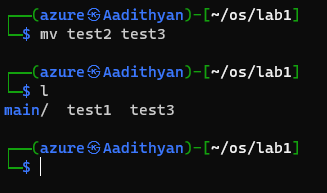 ┌──(azure㉿Aadithyan)-[~/os/lab1]
└─$ mv test2 test3
┌──(azure㉿Aadithyan)-[~/os/lab1]
└─$ l
main/  test1  test3
┌──(azure㉿Aadithyan)-[~/os/lab1]
└─$